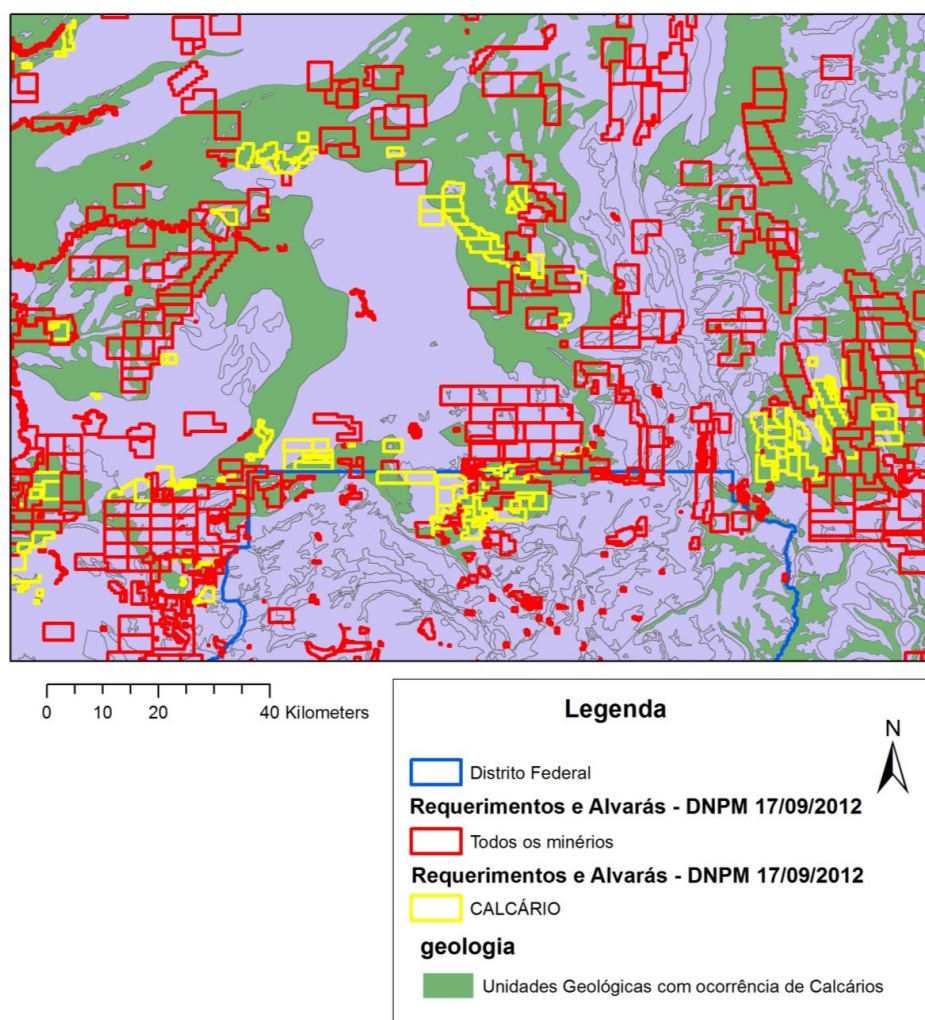 0 10 20 40 Kilometers
Legenda
N
Distrito Federal
Requerimentos e Alvarás - DNPM 17/09/2012
Todos os minérios
Requerimentos e Alvarás - DNPM 17/09/2012
CALCÁRIO
geologia
Unidades Geológicas com ocorrência de Calcários